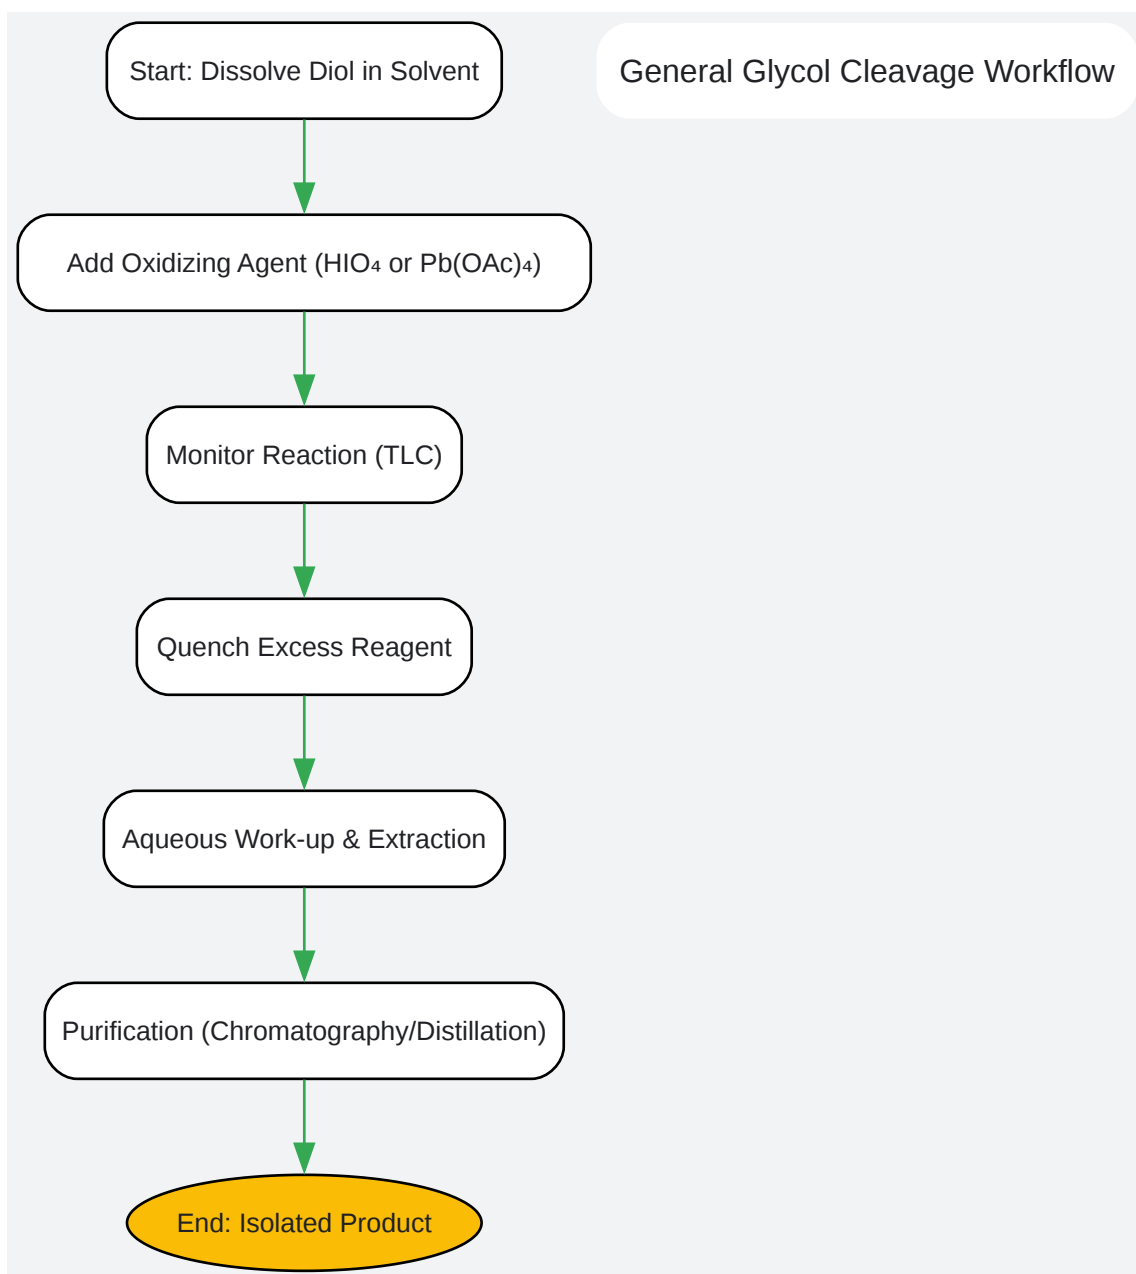 Start: Dissolve Diol in Solvent
General Glycol Cleavage Workflow
Add Oxidizing Agent (HIO₄ or Pb(OAc)₄)
Monitor Reaction (TLC)
Quench Excess Reagent
Aqueous Work-up & Extraction
Purification (Chromatography/Distillation)
End: Isolated Product